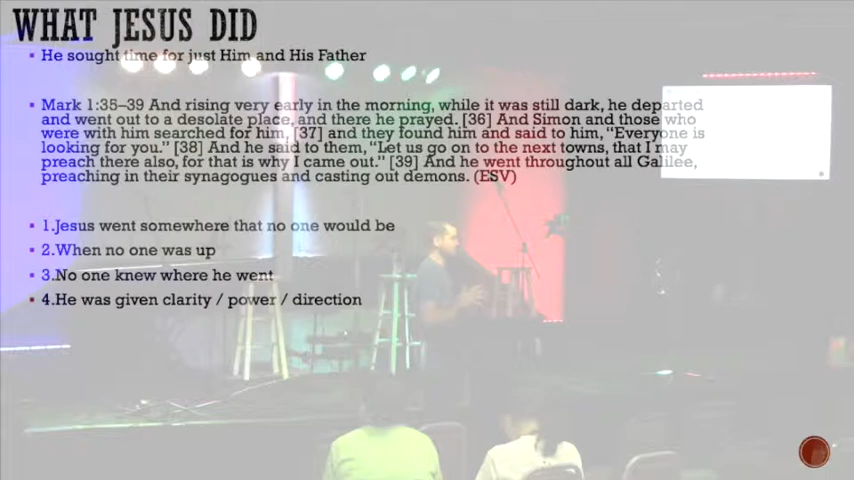 WHAT JESUS DID
He sought time for just Him and His Father
Mark 1:35–39 And rising very early in the morning, while it was still dark, he departed
and went out to a desolate place, and there he prayed. [36] And Simon and those who
were with him searched for him, [37] and they found him and said to him, "Everyone is
looking for you." [38] And he said to them, "Let us go on to the next towns, that I may
preach there also, for that is why I came out." [39] And he went throughout all Galilee,
preaching in their synagogues and casting out demons. (ESV)
1.Jesus went somewhere that no one would be
2.When no one was up
3.No one knew where he went
4.He was given clarity / power / direction